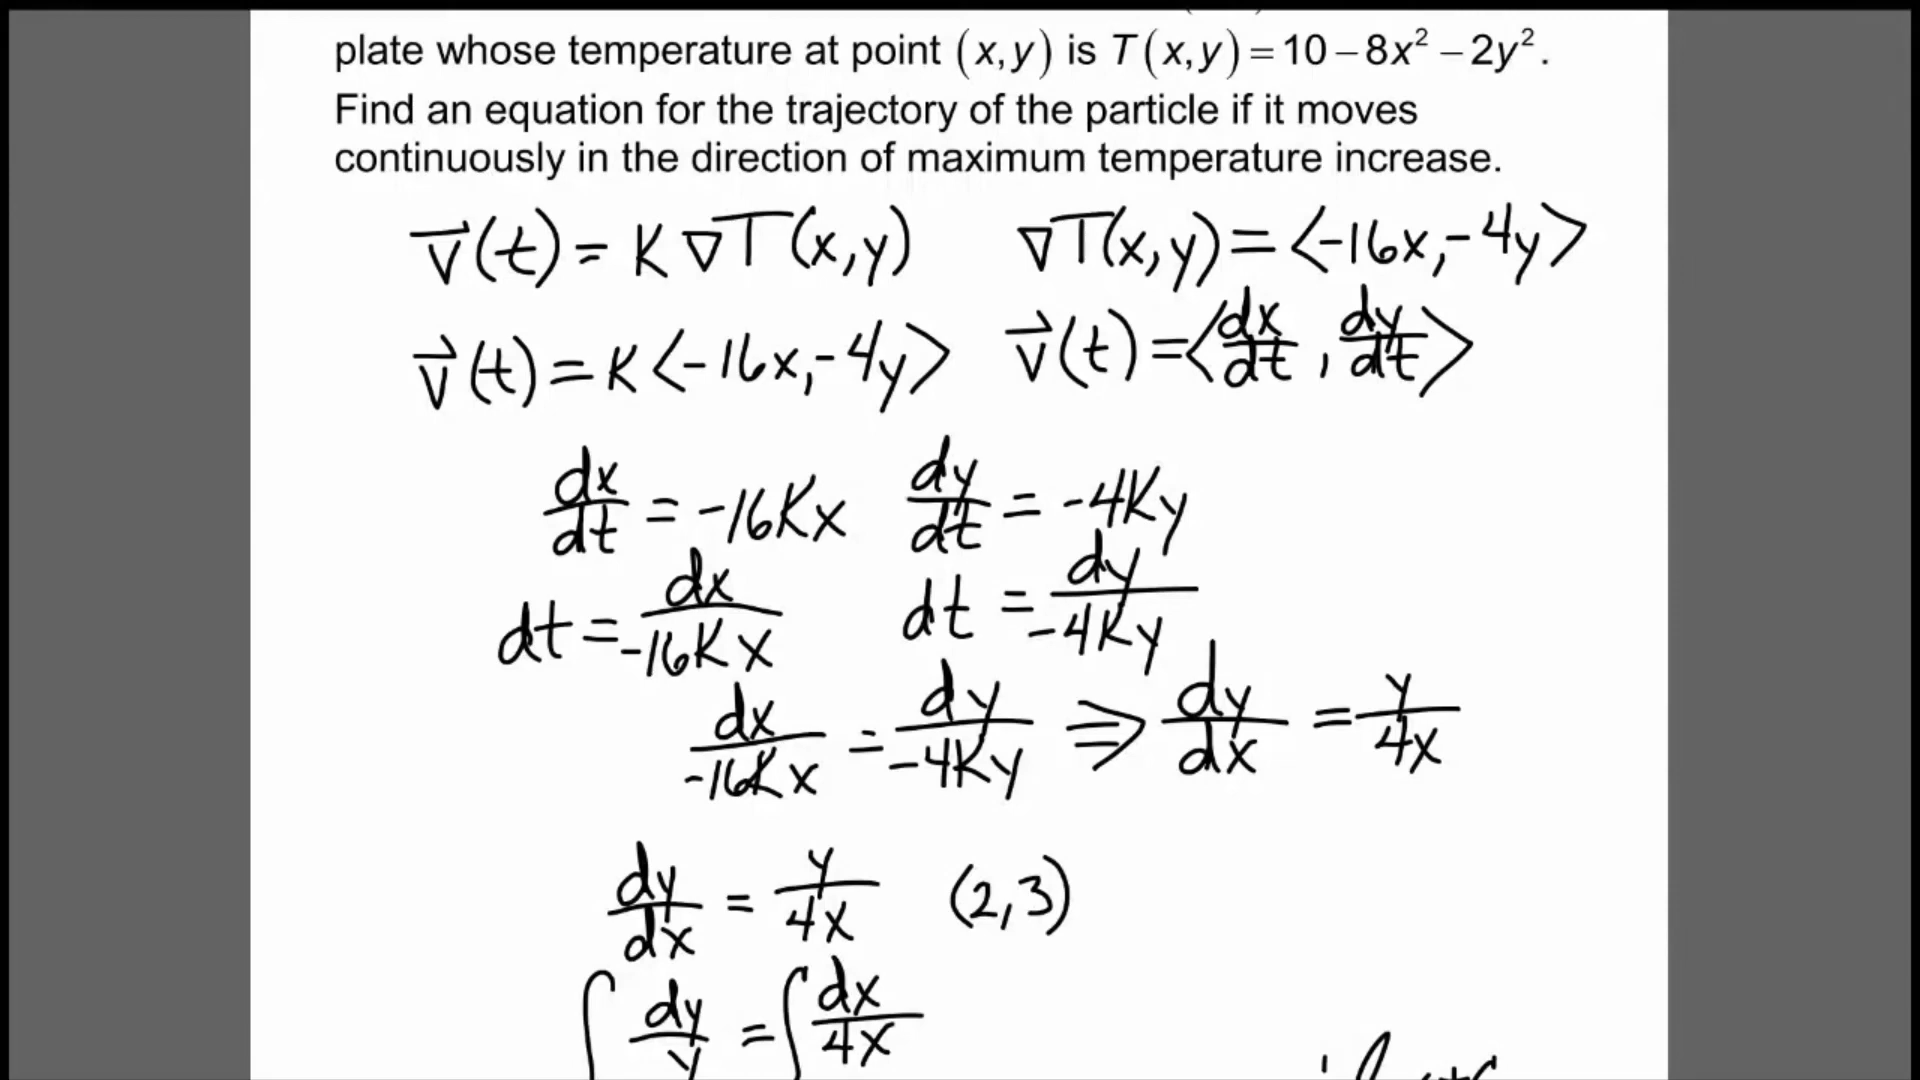 plate whose temperature at point (x,y) is T(x,y)=10−8x²−2y².
Find an equation for the trajectory of the particle if it moves
continuously in the direction of maximum temperature increase.
v⃗(t) = K∇T(x,y) ∇T(x,y) = ⟨-16x, -4y⟩
v⃗(t) = K⟨-16x, -4y⟩ v⃗(t) = ⟨dx/dt, dy/dt⟩
dx/dt = -16Kx dy/dt = -4Ky
dt = dx/-16Kx dt = dy/-4Ky
dx/-16Kx = dy/-4Ky ⇒ dy/dx = y/4x
dy/dx = y/4x (2,3)
∫ dy/y = ∫ dx/4x